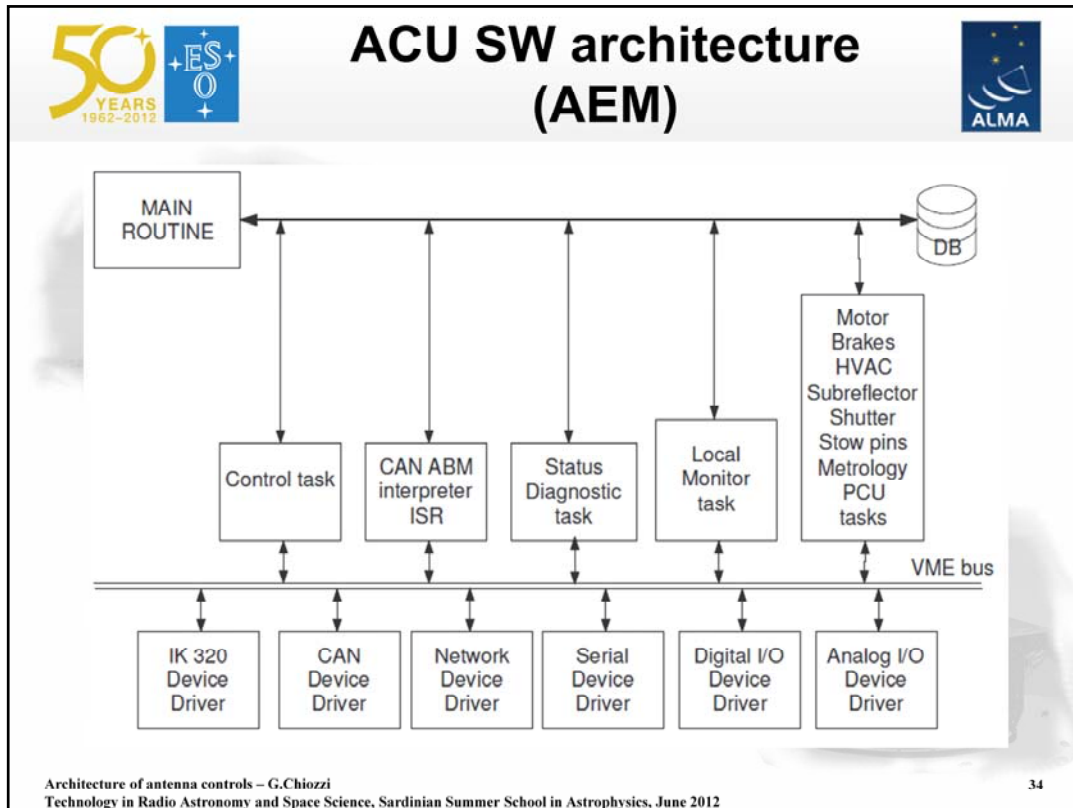 50
YEARS
1962–2012
ES
O
ACU SW architecture
(AEM)
ALMA
MAIN
ROUTINE
DB
Control task
CAN ABM
interpreter
ISR
Status
Diagnostic
task
Local
Monitor
task
Motor
Brakes
HVAC
Subreflector
Shutter
Stow pins
Metrology
PCU
tasks
VME bus
IK 320
Device
Driver
CAN
Device
Driver
Network
Device
Driver
Serial
Device
Driver
Digital I/O
Device
Driver
Analog I/O
Device
Driver
Architecture of antenna controls – G.Chiozzi
34
Technology in Radio Astronomy and Space Science, Sardinian Summer School in Astrophysics, June 2012